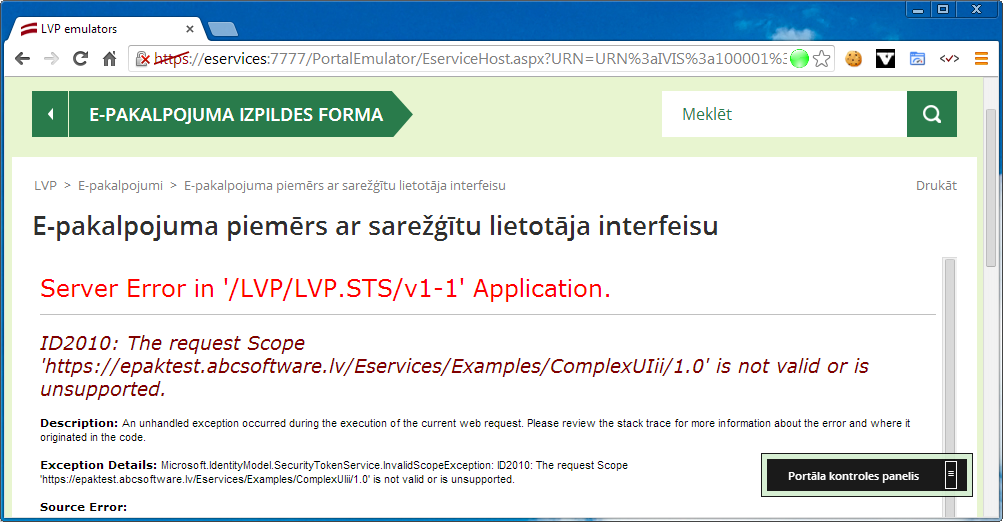 LVP emulators
https://eservices:7777/PortalEmulator/EserviceHost.aspx?URN=URN%3aIVIS%3a100001%3
E-PAKALPOJUMA IZPILDES FORMA
Meklēt
LVP > E-pakalpojumi > E-pakalpojuma piemērs ar sarežģītu lietotāja interfeisu
Drukāt
E-pakalpojuma piemērs ar sarežģītu lietotāja interfeisu
Server Error in '/LVP/LVP.STS/v1-1' Application.
ID2010: The request Scope
'https://epaktest.abcsoftware.lv/Eservices/Examples/ComplexUIii/1.0' is not valid or is
unsupported.
Description: An unhandled exception occurred during the execution of the current web request. Please review the stack trace for more information about the error and where it
originated in the code.
Exception Details: Microsoft.IdentityModel.SecurityTokenService.InvalidScopeException: ID2010: The request Scope
'https://epaktest.abcsoftware.lv/Eservices/Examples/ComplexUIii/1.0' is not valid or is unsupported.
Portāla kontroles panelis
Source Error: